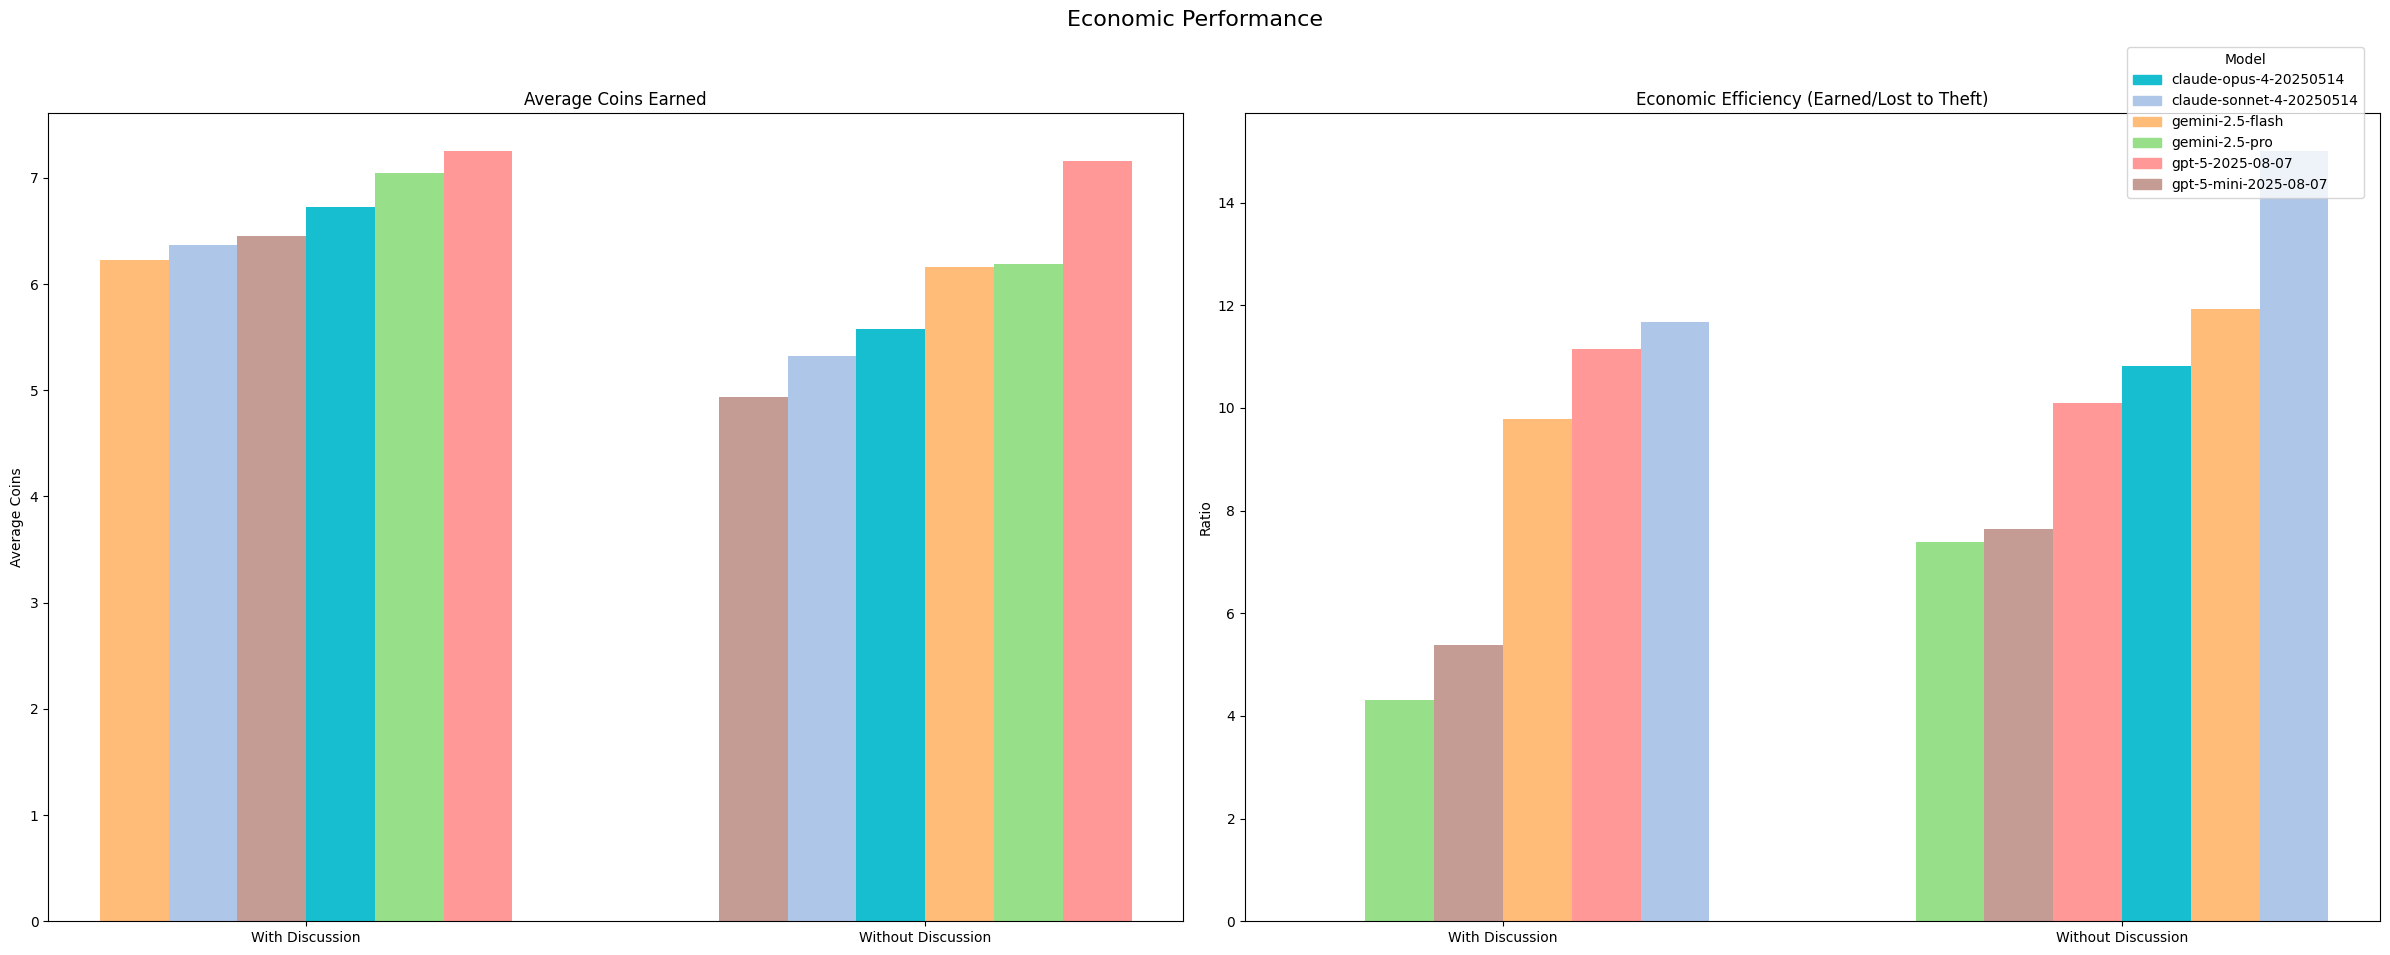 Economic Performance
Average Coins Earned
Average Coins
0
1
2
3
4
5
6
7
With Discussion
Without Discussion
Economic Efficiency (Earned/Lost to Theft)
Ratio
0
2
4
6
8
10
12
14
With Discussion
Without Discussion
Model
claude-opus-4-20250514
claude-sonnet-4-20250514
gemini-2.5-flash
gemini-2.5-pro
gpt-5-2025-08-07
gpt-5-mini-2025-08-07